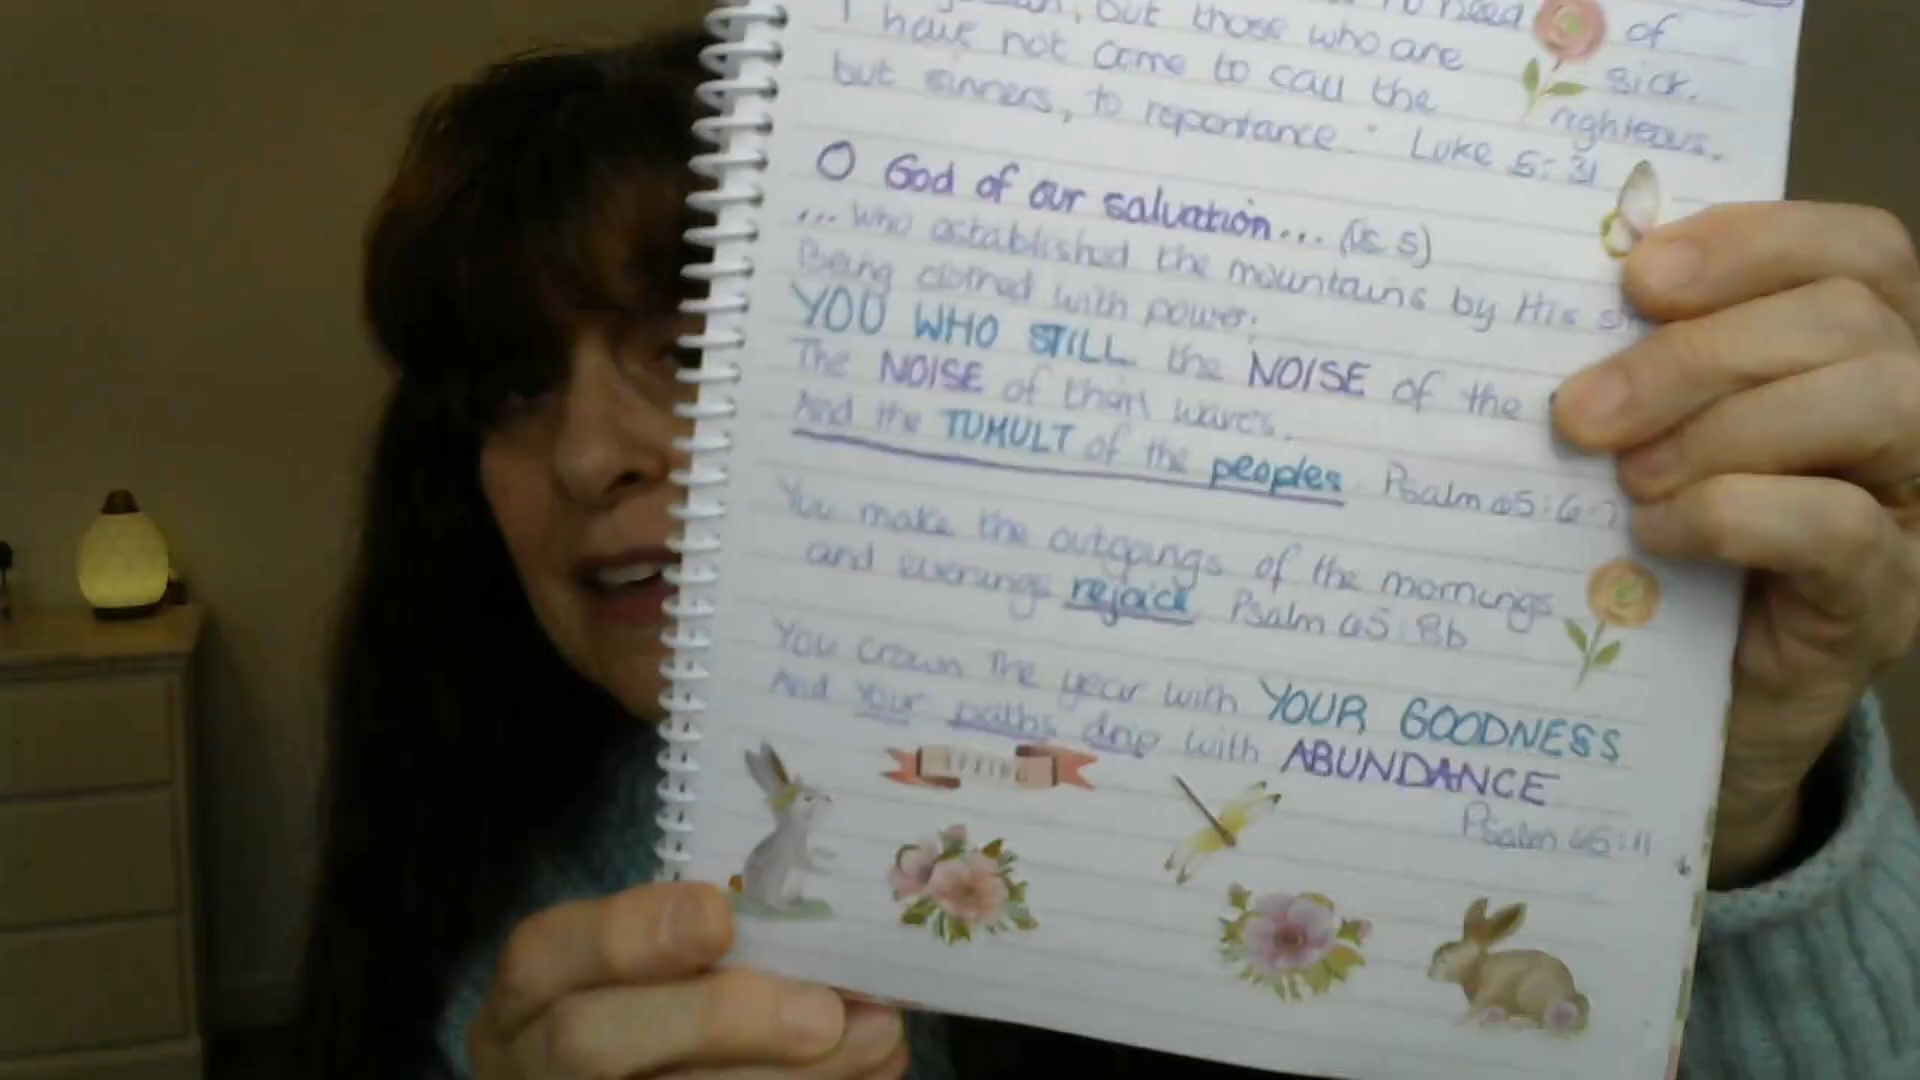 but those who are
of
sick.
I have not come to call the
righteous.
but sinners, to repentance." Luke 5:31
O God of our salvation... (vs 5)
... Who established the mountains by His
Being clothed with power.
YOU WHO STILL the NOISE of the
The NOISE of their waves.
And the TUMULT of the peoples. Psalm 65:6-7
You make the outgoings of the mornings
and evenings rejoice Psalm 65:8b
You crown the year with YOUR GOODNESS
And Your paths drip with ABUNDANCE
Psalm 65:11
SPRING